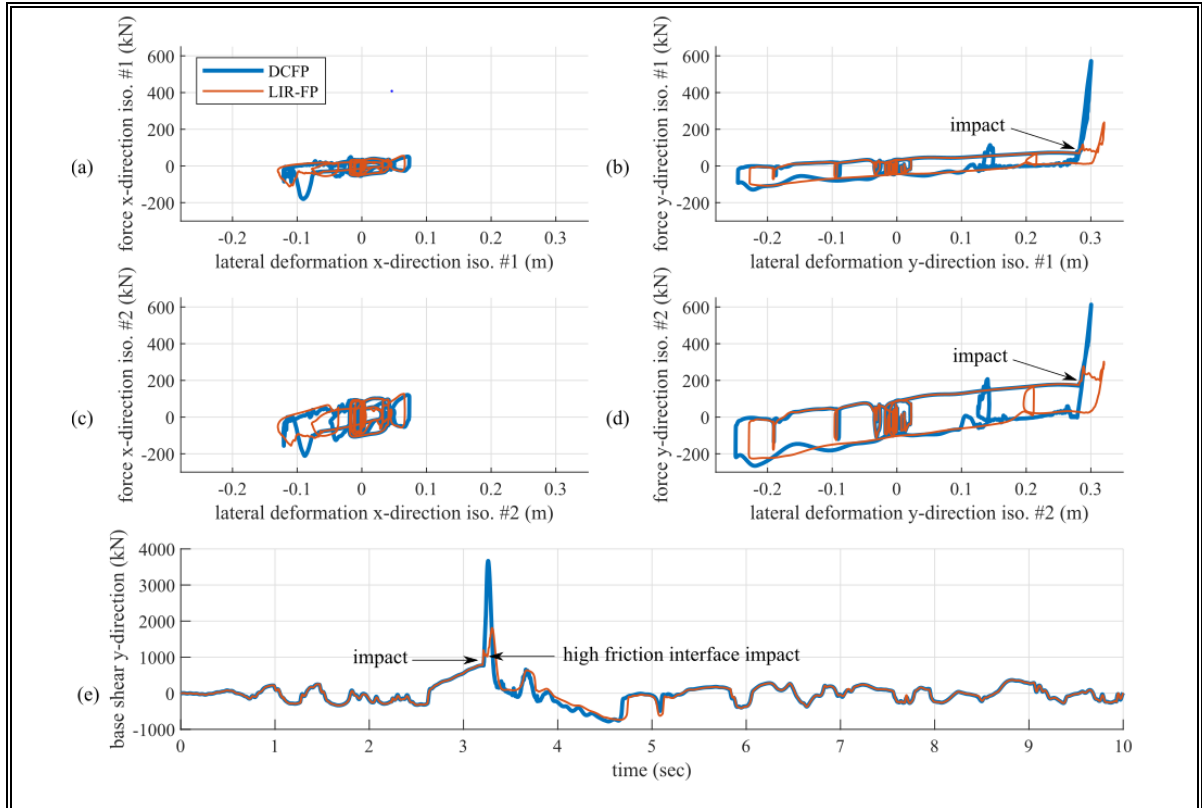 force x-direction iso. #1 (kN)
600
400
200
0
-200
DCFP
LIR-FP
(a)
-0.2 -0.1 0 0.1 0.2 0.3
lateral deformation x-direction iso. #1 (m)
force y-direction iso. #1 (kN)
600
400
200
0
-200
impact
(b)
-0.2 -0.1 0 0.1 0.2 0.3
lateral deformation y-direction iso. #1 (m)
force x-direction iso. #2 (kN)
600
400
200
0
-200
(c)
-0.2 -0.1 0 0.1 0.2 0.3
lateral deformation x-direction iso. #2 (m)
force y-direction iso. #2 (kN)
600
400
200
0
-200
impact
(d)
-0.2 -0.1 0 0.1 0.2 0.3
lateral deformation y-direction iso. #2 (m)
base shear y-direction (kN)
4000
3000
2000
1000
0
-1000
impact
high friction interface impact
(e)
0 1 2 3 4 5 6 7 8 9 10
time (sec)